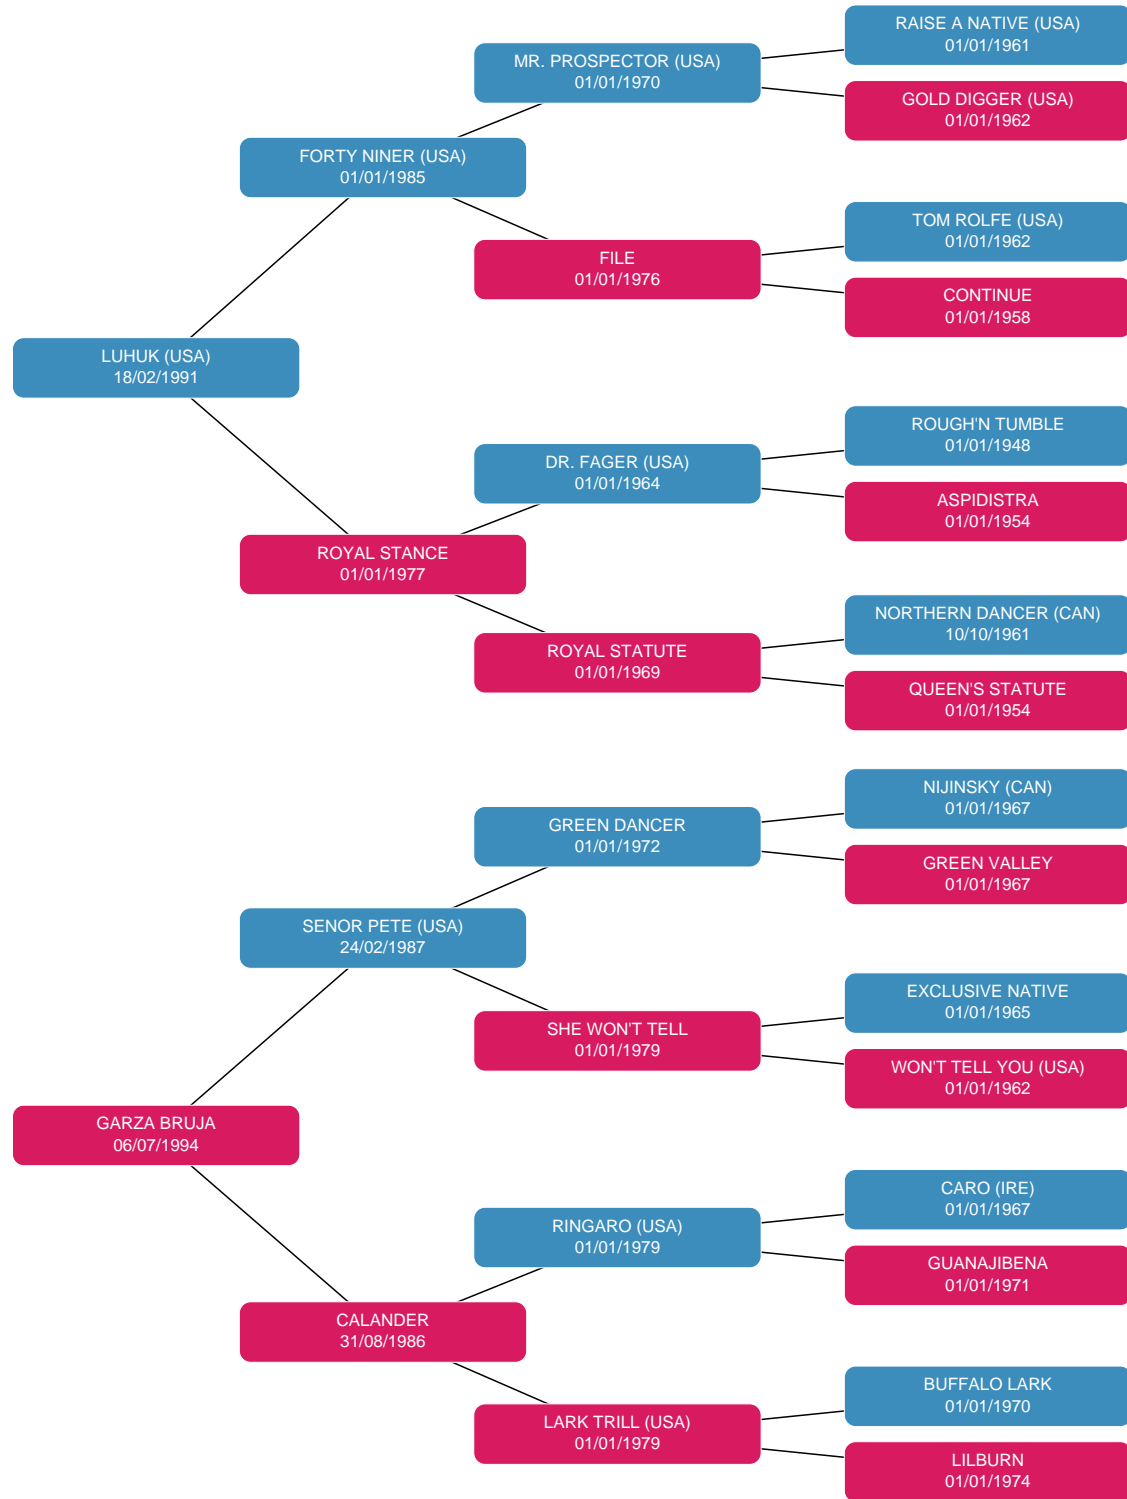 RAISE A NATIVE (USA)
01/01/1961
MR. PROSPECTOR (USA)
01/01/1970
GOLD DIGGER (USA)
01/01/1962
FORTY NINER (USA)
01/01/1985
TOM ROLFE (USA)
01/01/1962
FILE
01/01/1976
CONTINUE
01/01/1958
LUHUK (USA)
18/02/1991
ROUGH'N TUMBLE
01/01/1948
DR. FAGER (USA)
01/01/1964
ASPIDISTRA
01/01/1954
ROYAL STANCE
01/01/1977
NORTHERN DANCER (CAN)
10/10/1961
ROYAL STATUTE
01/01/1969
QUEEN'S STATUTE
01/01/1954
NIJINSKY (CAN)
01/01/1967
GREEN DANCER
01/01/1972
GREEN VALLEY
01/01/1967
SENOR PETE (USA)
24/02/1987
EXCLUSIVE NATIVE
01/01/1965
SHE WON'T TELL
01/01/1979
WON'T TELL YOU (USA)
01/01/1962
GARZA BRUJA
06/07/1994
CARO (IRE)
01/01/1967
RINGARO (USA)
01/01/1979
GUANAJIBENA
01/01/1971
CALANDER
31/08/1986
BUFFALO LARK
01/01/1970
LARK TRILL (USA)
01/01/1979
LILBURN
01/01/1974